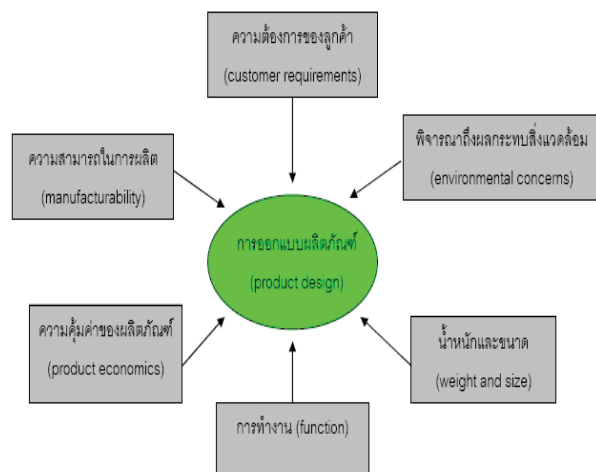 ความต้องการของลูกค้า
(customer requirements)
พิจารณาถึงผลกระทบสิ่งแวดล้อม
(environmental concerns)
ความสามารถในการผลิต
(manufacturability)
การออกแบบผลิตภัณฑ์
(product design)
ความคุ้มค่าของผลิตภัณฑ์
(product economics)
น้ำหนักและขนาด
(weight and size)
การทำงาน (function)